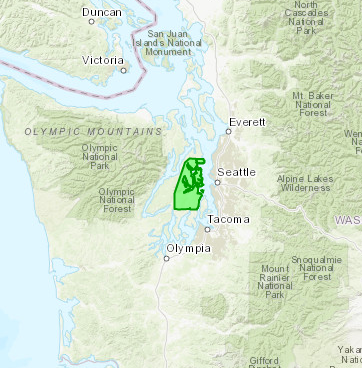 Duncan
San Juan
Islands National
Monument
North
Cascades
National
Park
Victoria
Mt Baker
National
Forest
Everett
OLYMPIC MOUNTAINS
Olympic
National
Park
Seattle
Alpine Lakes
Wilderness
Olympic
National
Forest
Tacoma
WAS
Olympia
Snoqualmie
National
Forest
Mount
Rainier
National
Park
Gifford